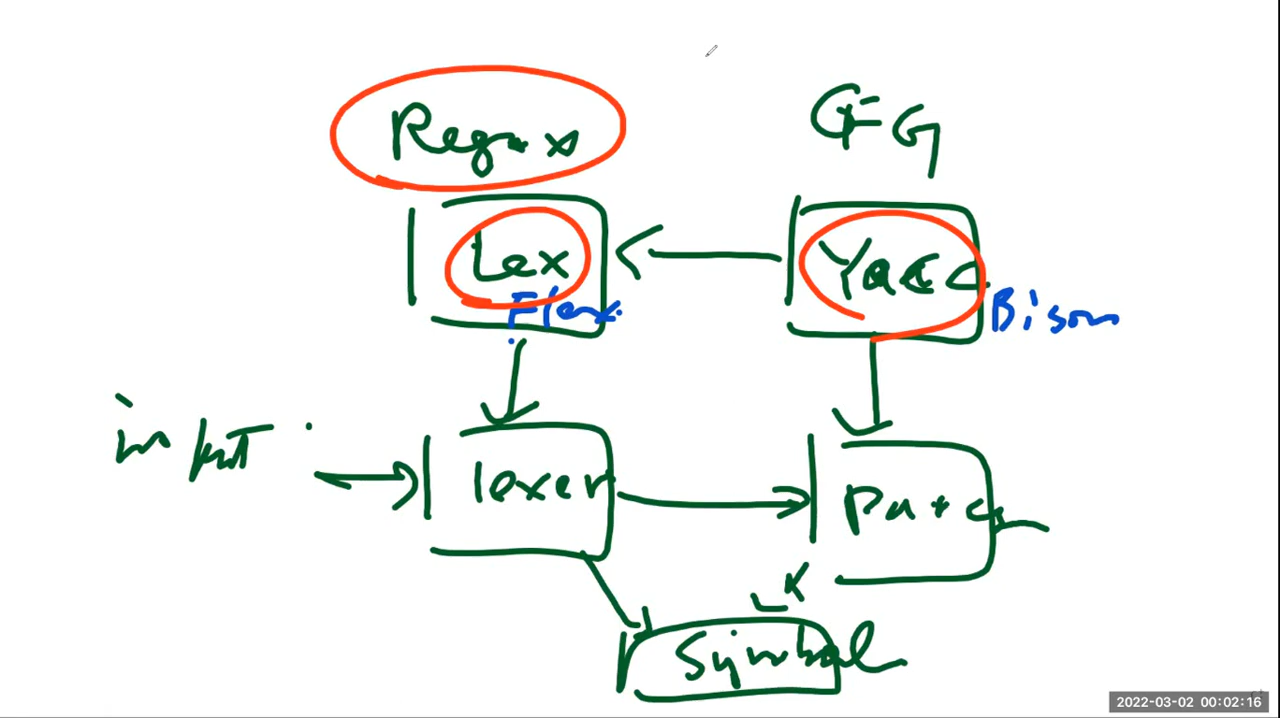 Regex
CFG
Lex
Yacc
Flex
Bison
input
lexer
Parser
Symbol
2022-03-02 00:02:16